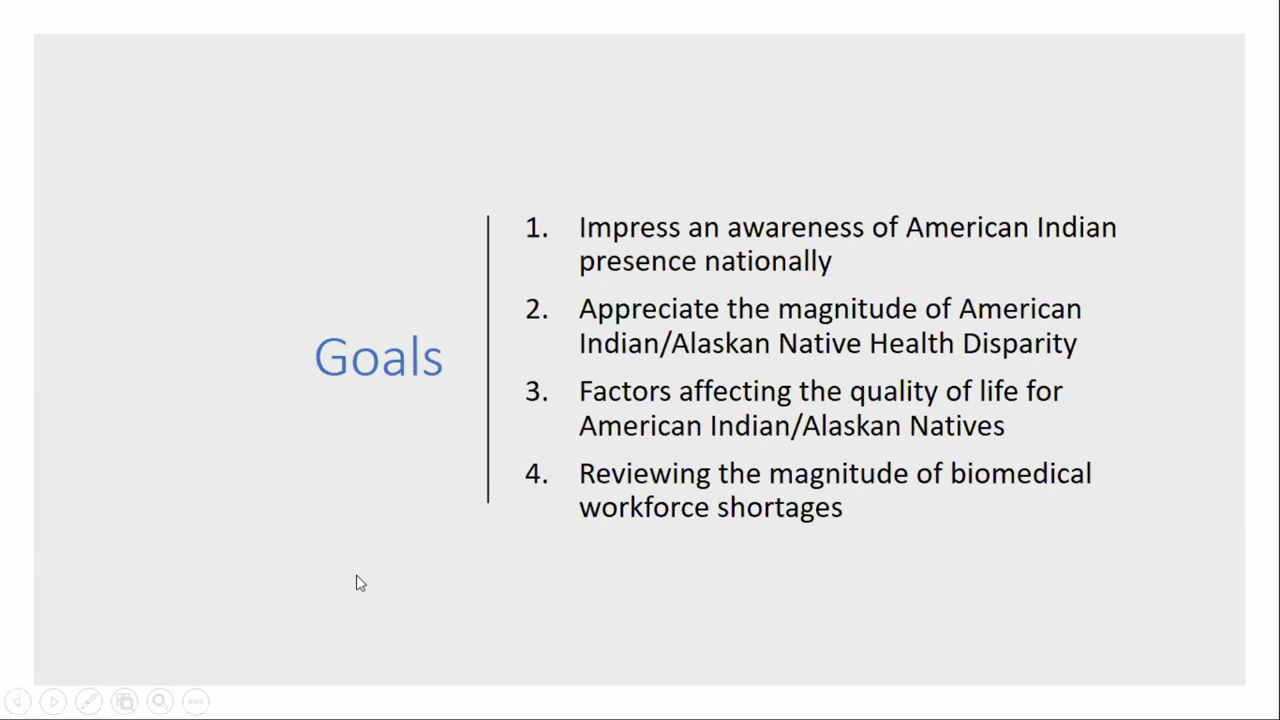 Goals
1. Impress an awareness of American Indian
presence nationally
2. Appreciate the magnitude of American
Indian/Alaskan Native Health Disparity
3. Factors affecting the quality of life for
American Indian/Alaskan Natives
4. Reviewing the magnitude of biomedical
workforce shortages